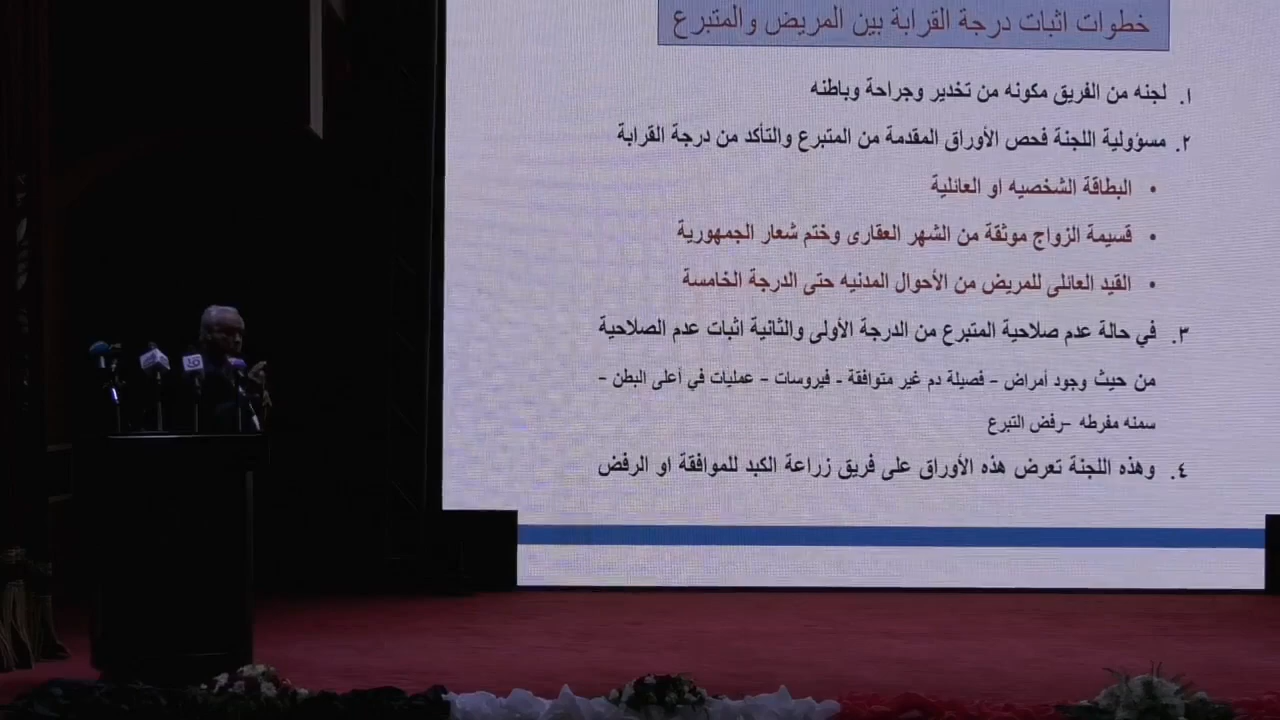 خطوات اثبات درجة القرابة بين المريض والمتبرع
١. لجنه من الفريق مكونه من تخدير وجراحة وباطنه
٢. مسؤولية اللجنة فحص الأوراق المقدمة من المتبرع والتأكد من درجة القرابة
• البطاقة الشخصيه او العائلية
• قسيمة الزواج موثقة من الشهر العقارى وختم شعار الجمهورية
• القيد العائلى للمريض من الأحوال المدنيه حتى الدرجة الخامسة
٣. في حالة عدم صلاحية المتبرع من الدرجة الأولى والثانية اثبات عدم الصلاحية
من حيث وجود أمراض – فصيلة دم غير متوافقة - فيروسات – عمليات في أعلى البطن –
سمنه مفرطه –رفض التبرع
٤. وهذه اللجنة تعرض هذه الأوراق على فريق زراعة الكبد للموافقة او الرفض